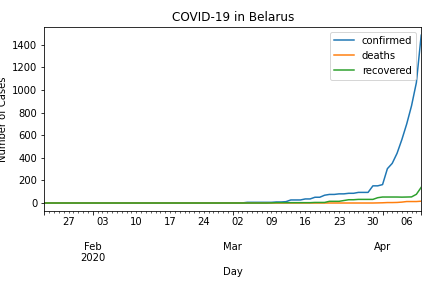 COVID-19 in Belarus
confirmed
deaths
recovered
1400
1200
1000
800
600
400
200
0
Number of Cases
27 03 10 17 24 02 09 16 23 30 06
Feb Mar Apr
2020
Day